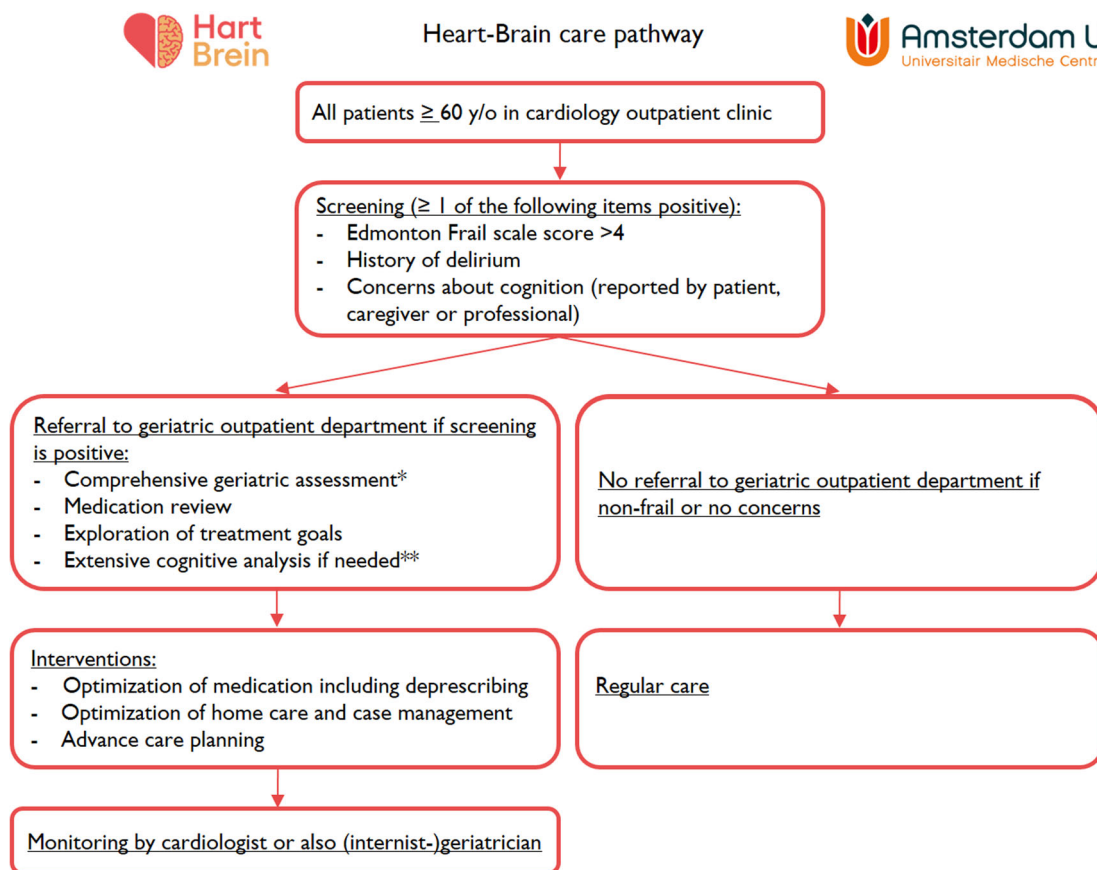 Hart
Brein
Heart-Brain care pathway
Amsterdam U
Universitair Medische Centr
All patients ≥ 60 y/o in cardiology outpatient clinic
Screening (≥ 1 of the following items positive):
- Edmonton Frail scale score >4
- History of delirium
- Concerns about cognition (reported by patient,
caregiver or professional)
Referral to geriatric outpatient department if screening
is positive:
- Comprehensive geriatric assessment*
- Medication review
- Exploration of treatment goals
- Extensive cognitive analysis if needed**
No referral to geriatric outpatient department if
non-frail or no concerns
Interventions:
- Optimization of medication including deprescribing
- Optimization of home care and case management
- Advance care planning
Regular care
Monitoring by cardiologist or also (internist-)geriatrician